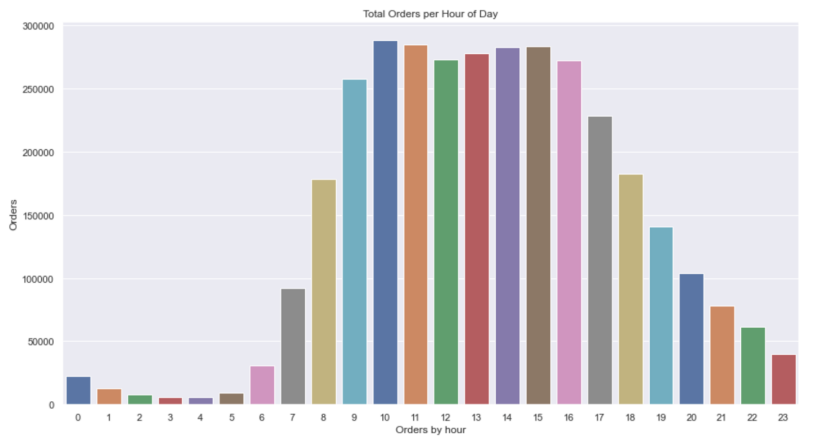 Total Orders per Hour of Day
300000
250000
200000
150000
100000
50000
0
Orders
0 1 2 3 4 5 6 7 8 9 10 11 12 13 14 15 16 17 18 19 20 21 22 23
Orders by hour